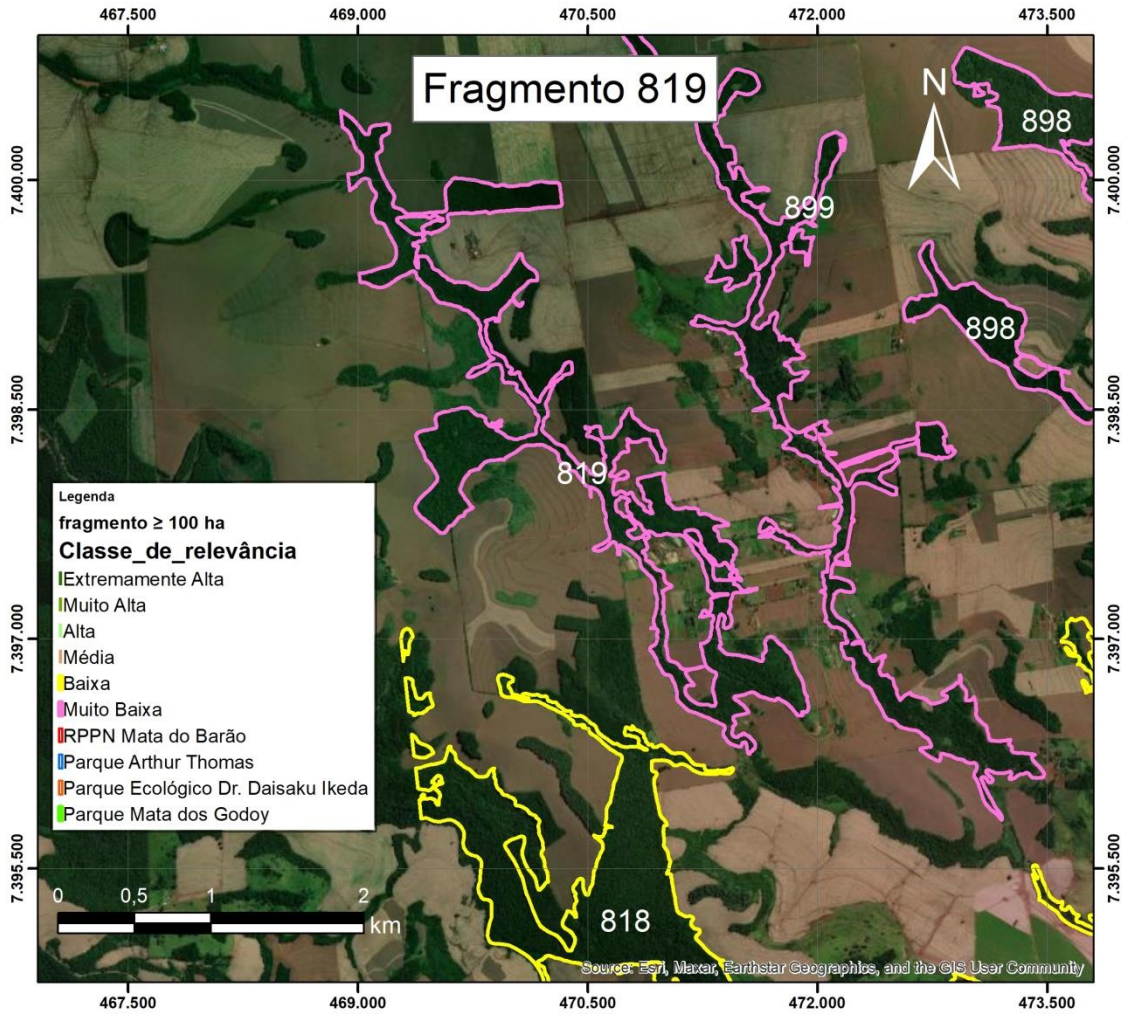 467.500 469.000 470.500 472.000 473.500
Fragmento 819
N
898
7.400.000 7.400.000
899
898
7.398.500 7.398.500
819
Legenda
fragmento ≥ 100 ha
Classe_de_relevância
Extremamente Alta
Muito Alta
Alta
Média
Baixa
Muito Baixa
RPPN Mata do Barão
Parque Arthur Thomas
Parque Ecológico Dr. Daisaku Ikeda
Parque Mata dos Godoy
7.397.000 7.397.000
7.395.500 7.395.500
0 0,5 1 2
km
818
Source: Esri, Maxar, Earthstar Geographics, and the GIS User Community
467.500 469.000 470.500 472.000 473.500